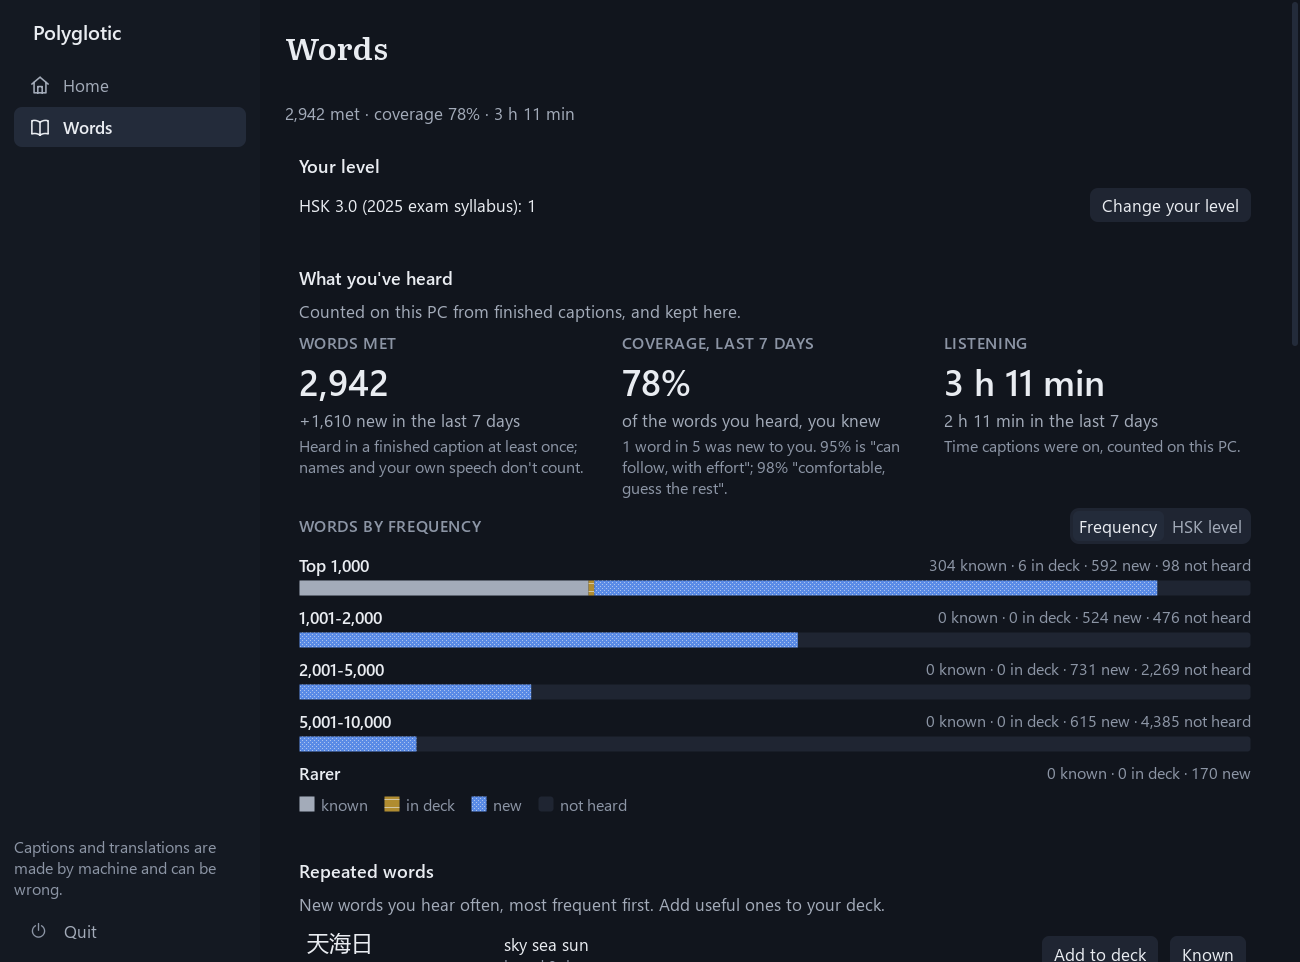 Polyglotic
Home
Words
Captions and translations are
made by machine and can be
wrong.
Quit
Words
2,942 met · coverage 78% · 3 h 11 min
Your level
HSK 3.0 (2025 exam syllabus): 1
Change your level
What you've heard
Counted on this PC from finished captions, and kept here.
WORDS MET
2,942
+1,610 new in the last 7 days
Heard in a finished caption at least once;
names and your own speech don't count.
COVERAGE, LAST 7 DAYS
78%
of the words you heard, you knew
1 word in 5 was new to you. 95% is "can
follow, with effort"; 98% "comfortable,
guess the rest".
LISTENING
3 h 11 min
2 h 11 min in the last 7 days
Time captions were on, counted on this PC.
WORDS BY FREQUENCY
Frequency HSK level
Top 1,000 304 known · 6 in deck · 592 new · 98 not heard
1,001-2,000 0 known · 0 in deck · 524 new · 476 not heard
2,001-5,000 0 known · 0 in deck · 731 new · 2,269 not heard
5,001-10,000 0 known · 0 in deck · 615 new · 4,385 not heard
Rarer 0 known · 0 in deck · 170 new
known in deck new not heard
Repeated words
New words you hear often, most frequent first. Add useful ones to your deck.
天海日 sky sea sun Add to deck Known